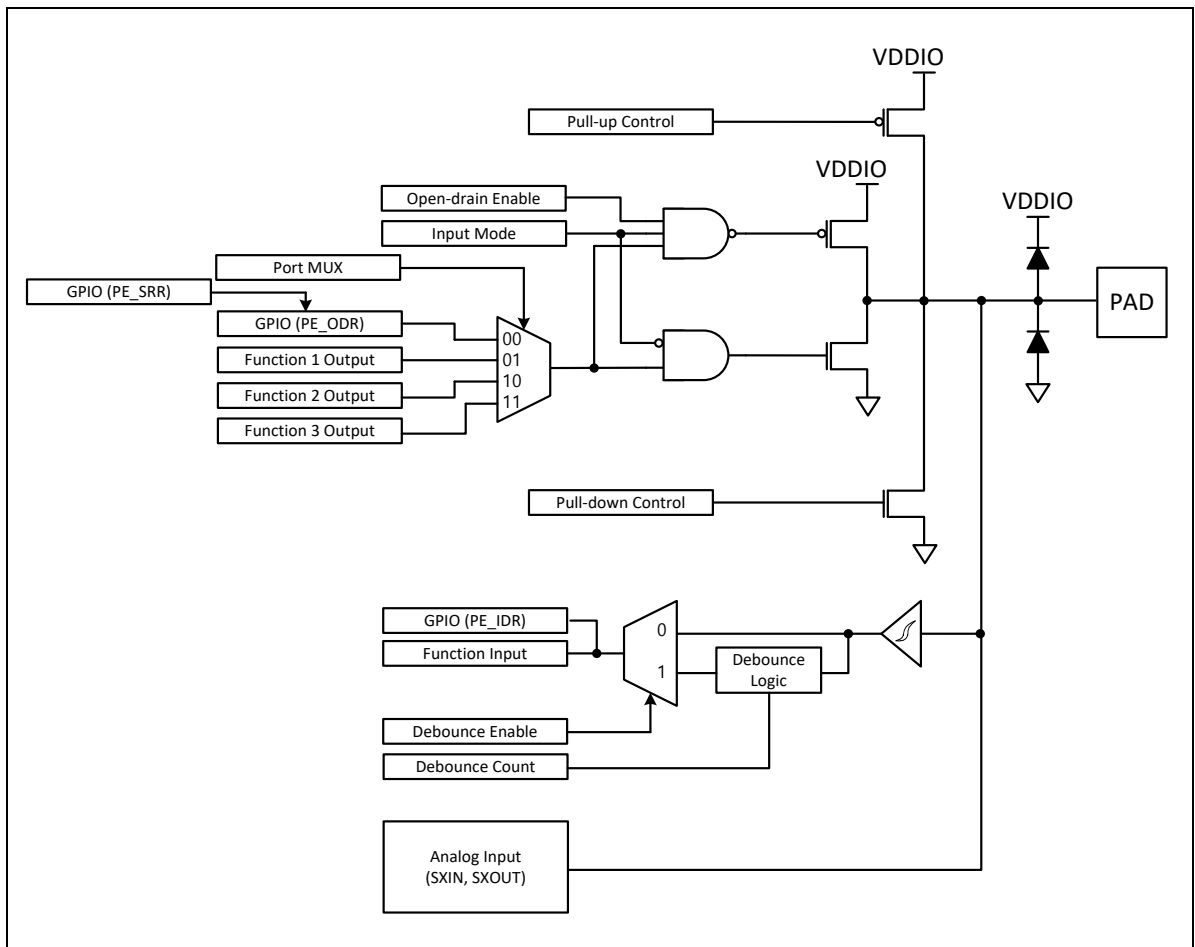 VDDIO
Pull-up Control
VDDIO
Open-drain Enable
VDDIO
Input Mode
Port MUX
GPIO (PE_SRR)
PAD
GPIO (PE_ODR)
00
Function 1 Output
01
10
Function 2 Output
11
Function 3 Output
Pull-down Control
GPIO (PE_IDR)
0
Function Input
Debounce
Logic
1
Debounce Enable
Debounce Count
Analog Input
(SXIN, SXOUT)